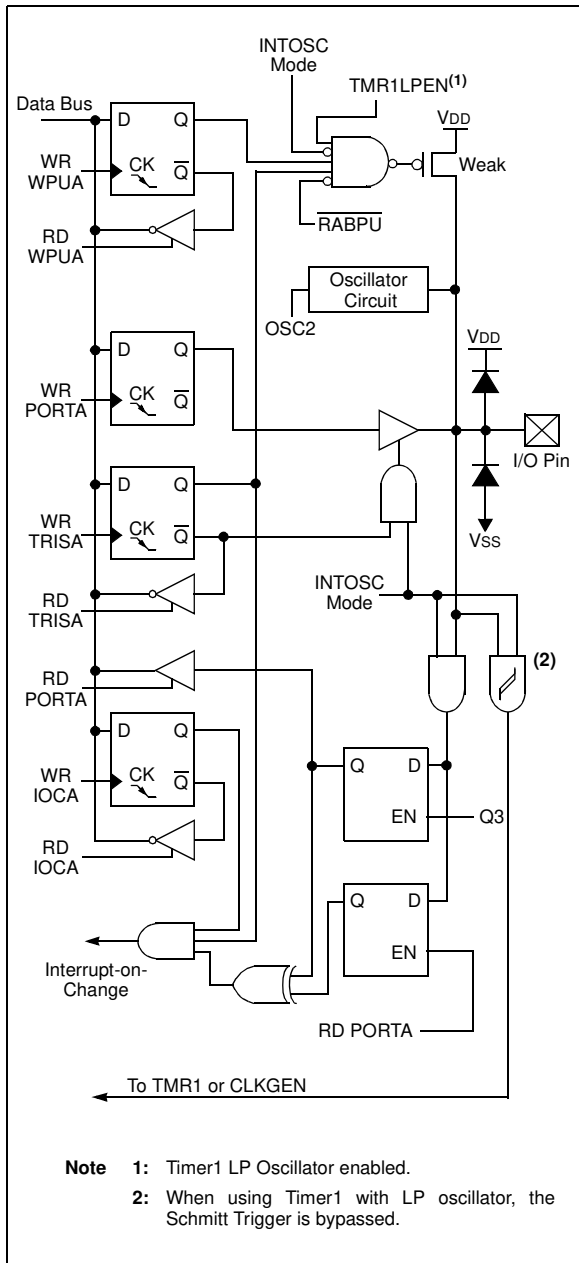 INTOSC
Mode
TMR1LPEN(1)
Data Bus
D Q
VDD
WR
WPUA
CK Q
Weak
RD
WPUA
RABPU
Oscillator
Circuit
OSC2
D Q
VDD
WR
PORTA
CK Q
I/O Pin
D Q
WR
TRISA
CK Q
VSS
INTOSC
Mode
RD
TRISA
(2)
RD
PORTA
D Q
WR
IOCA
CK Q
Q D
EN
Q3
RD
IOCA
Q D
EN
Interrupt-on-
Change
RD PORTA
To TMR1 or CLKGEN
Note 1: Timer1 LP Oscillator enabled.
2: When using Timer1 with LP oscillator, the
Schmitt Trigger is bypassed.